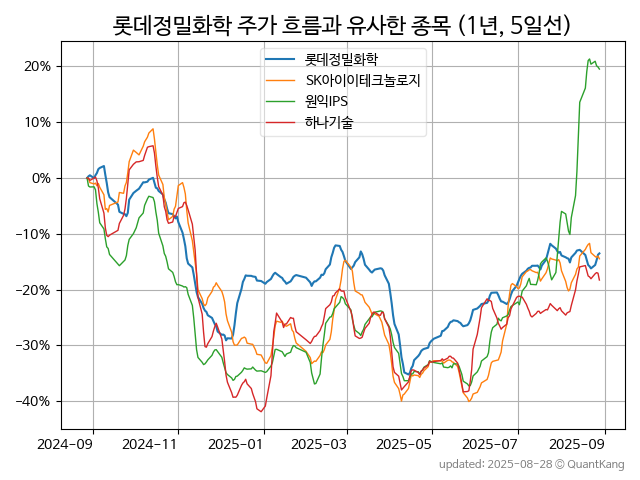 롯데정밀화학 주가 흐름과 유사한 종목 (1년, 5일선)
롯데정밀화학
SK아이이테크놀로지
원익IPS
하나기술
20%
10%
0%
−10%
−20%
−30%
−40%
2024-09 2024-11 2025-01 2025-03 2025-05 2025-07 2025-09
updated: 2025-08-28 © QuantKang